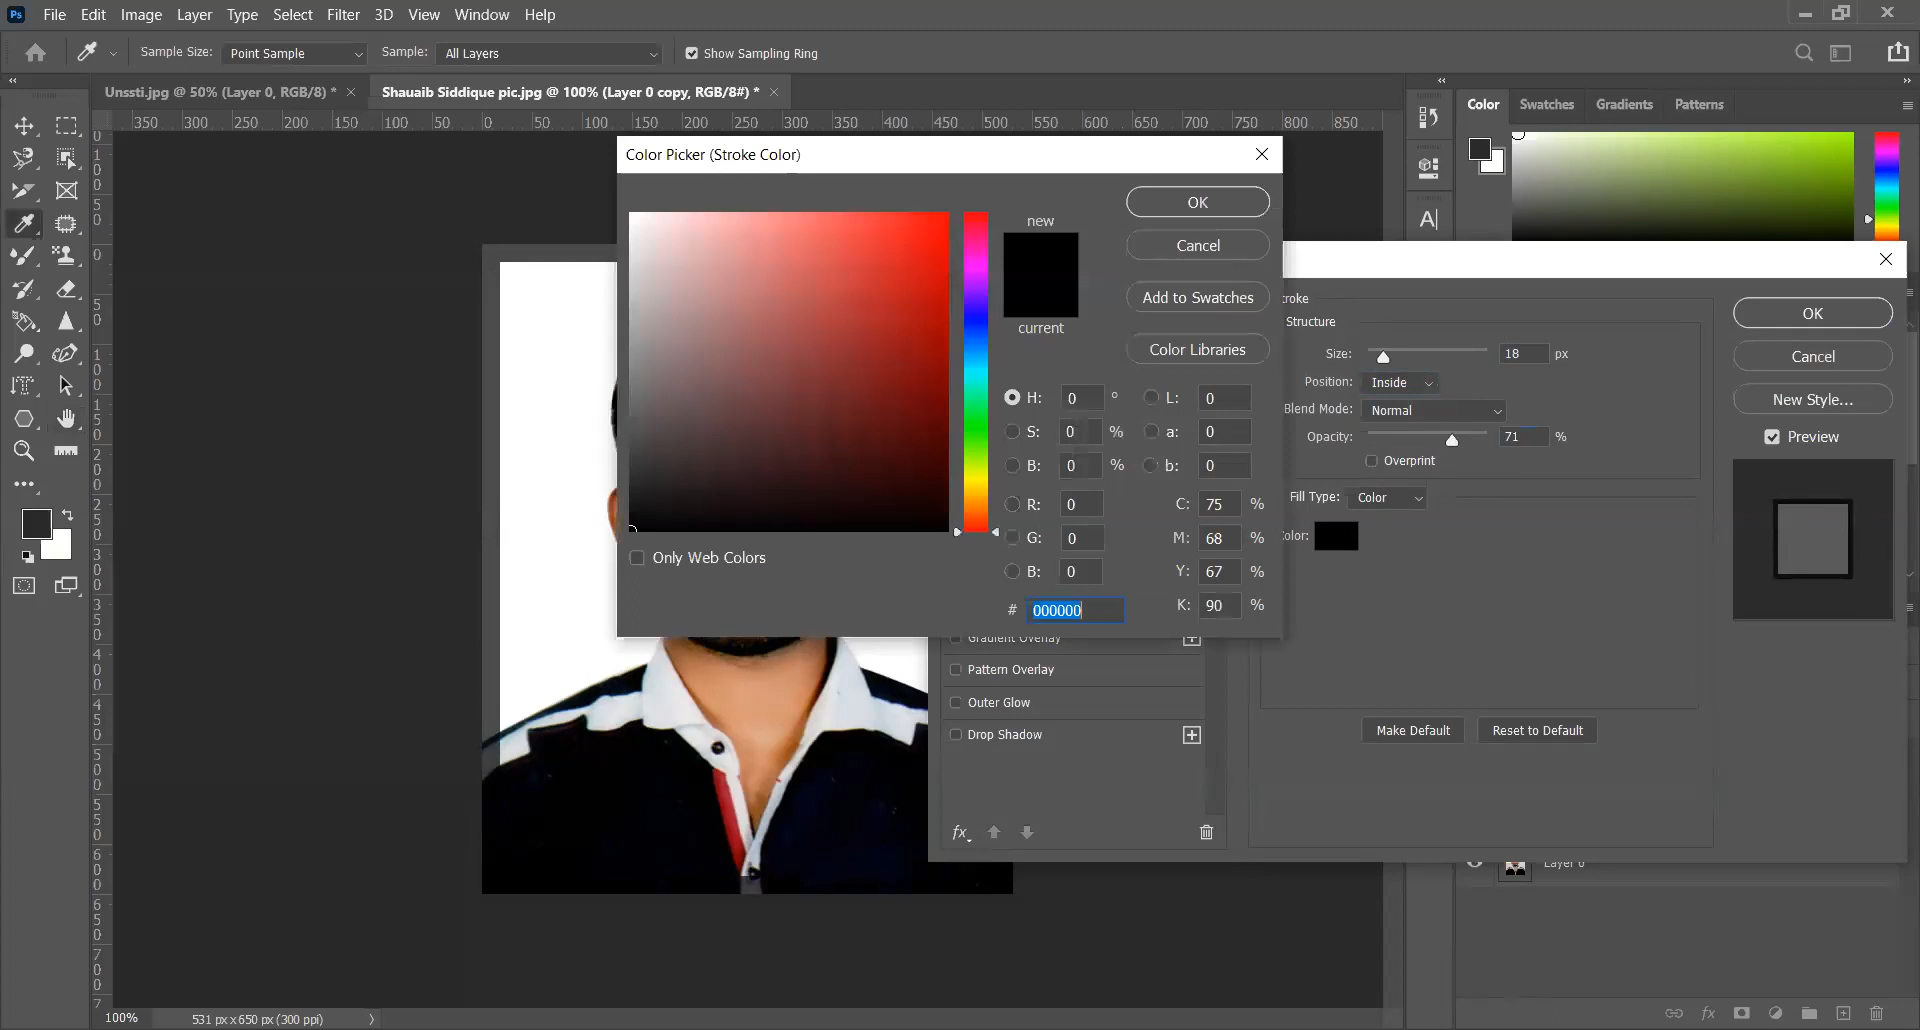 Ps File Edit Image Layer Type Select Filter 3D View Window Help
Sample Size: Point Sample Sample: All Layers Show Sampling Ring
Unssti.jpg @ 50% (Layer 0, RGB/8) * Shauaib Siddique pic.jpg @ 100% (Layer 0 copy, RGB/8#) *
Color Swatches Gradients Patterns
350 300 250 200 150 100 50 0 50 100 150 200 250 300 350 400 450 500 550 600 650 700 750 800 850
Color Picker (Stroke Color)
OK
new
Cancel
Add to Swatches
current
Color Libraries
H: 0 ° L: 0
S: 0 % a: 0
B: 0 % b: 0
R: 0 C: 75 %
G: 0 M: 68 %
Only Web Colors
B: 0 Y: 67 %
# 000000 K: 90 %
troke
Structure
Size: 18 px
Position: Inside
Blend Mode: Normal
Opacity: 71 %
Overprint
Fill Type: Color
olor:
Make Default Reset to Default
OK
Cancel
New Style...
Preview
Gradient Overlay
Pattern Overlay
Outer Glow
Drop Shadow
fx
Layer 0
100% 531 px x 650 px (300 ppi)
fx